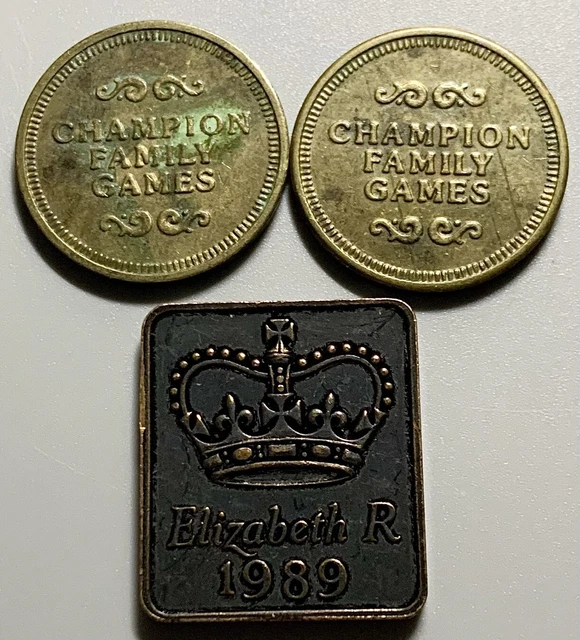 CHAMPION
FAMILY
GAMES
CHAMPION
FAMILY
GAMES
Elizabeth R
1989